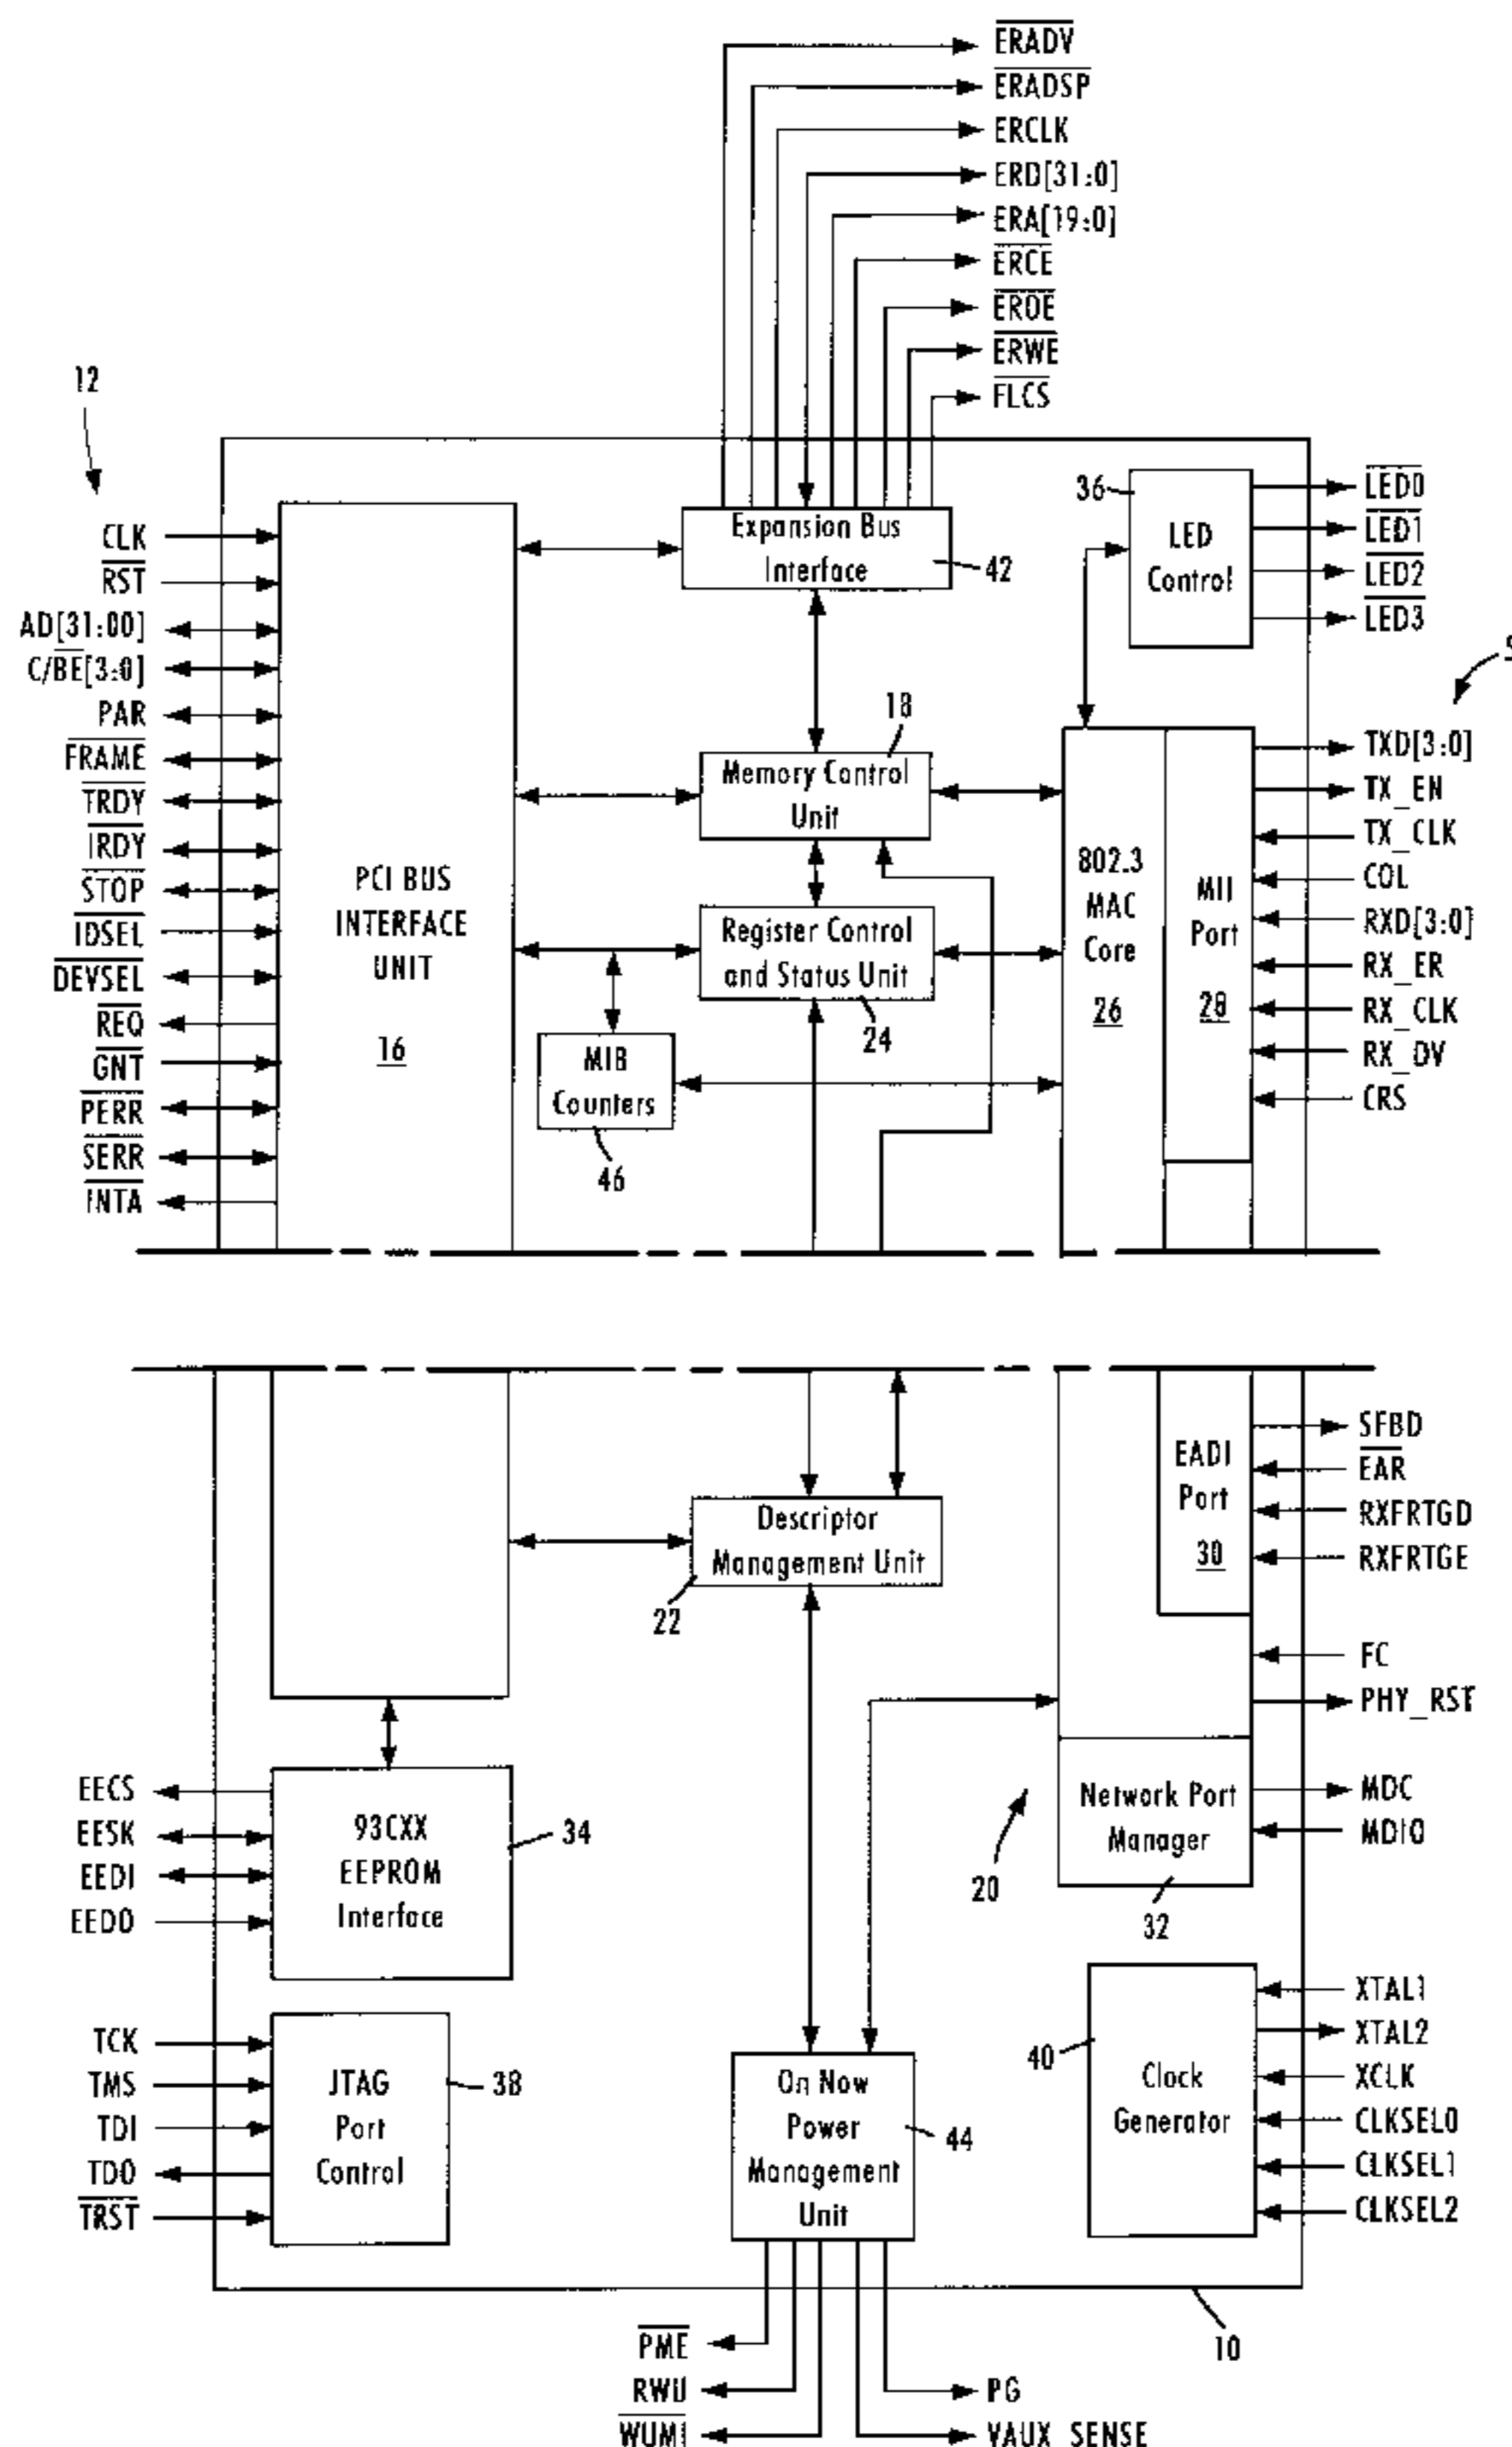 ERADV
ERADSP
ERCLK
ERD[31:0]
ERA[19:0]
ERCE
EROE
ERWE
FLCS
12
CLK
RST
AD[31:00]
C/BE[3:0]
PAR
FRAME
TRDY
IRDY
STOP
IDSEL
DEVSEL
REQ
GNT
PERR
SERR
INTA
PCI BUS
INTERFACE
UNIT
16
Expansion Bus
Interface
42
18
Memory Control
Unit
Register Control
and Status Unit
24
MIB
Counters
46
36
LED
Control
LED0
LED1
LED2
LED3
802.3
MAC
Core
26
MII
Port
28
TXD[3:0]
TX_EN
TX_CLK
COL
RXD[3:0]
RX_ER
RX_CLK
RX_DV
CRS
Descriptor
Management Unit
22
EADI
Port
30
SFBD
EAR
RXFRTGD
RXFRTGE
FC
PHY_RST
Network Port
Manager
32
20
MDC
MDIO
EECS
EESK
EEDI
EEDO
93CXX
EEPROM
Interface
34
TCK
TMS
TDI
TDO
TRST
JTAG
Port
Control
38
On Now
Power
Management
Unit
44
40
Clock
Generator
XTAL1
XTAL2
XCLK
CLKSEL0
CLKSEL1
CLKSEL2
10
PME
RWU
WUMI
PG
VAUX_SENSE